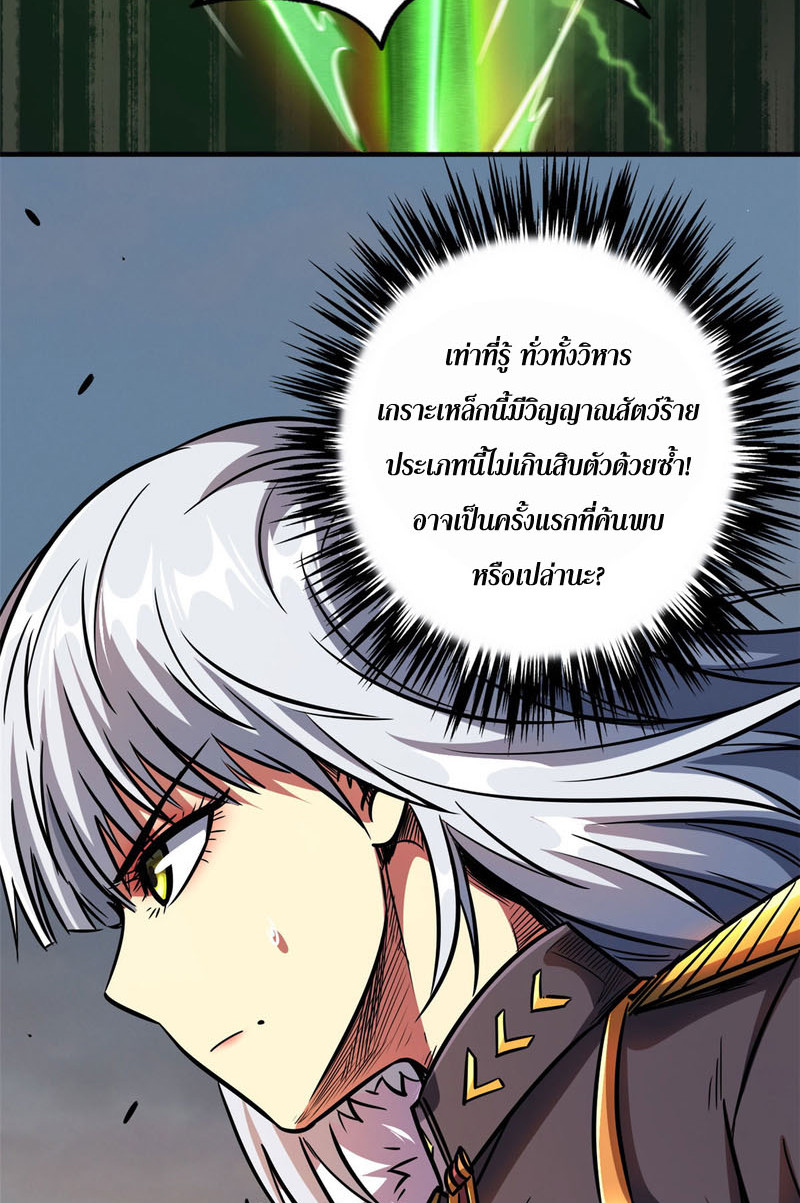 เท่าที่รู้ ทั่วทั้งวิหาร
เกราะเหล็กนี้มีวิญญาณสัตว์ร้าย
ประเภทนี้ไม่เกินสิบตัวด้วยซ้ำ!
อาจเป็นครั้งแรกที่ค้นพบ
หรือเปล่านะ?